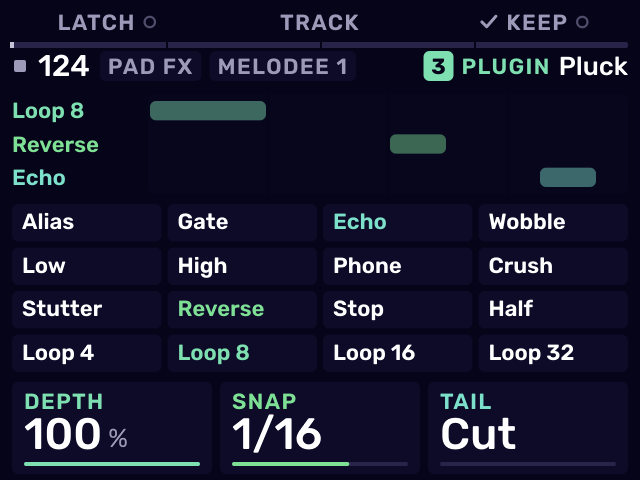 LATCH TRACK KEEP
124 PAD FX MELODEE 1 3 PLUGIN Pluck
Loop 8
Reverse
Echo
Alias Gate Echo Wobble
Low High Phone Crush
Stutter Reverse Stop Half
Loop 4 Loop 8 Loop 16 Loop 32
DEPTH SNAP TAIL
100 % 1/16 Cut